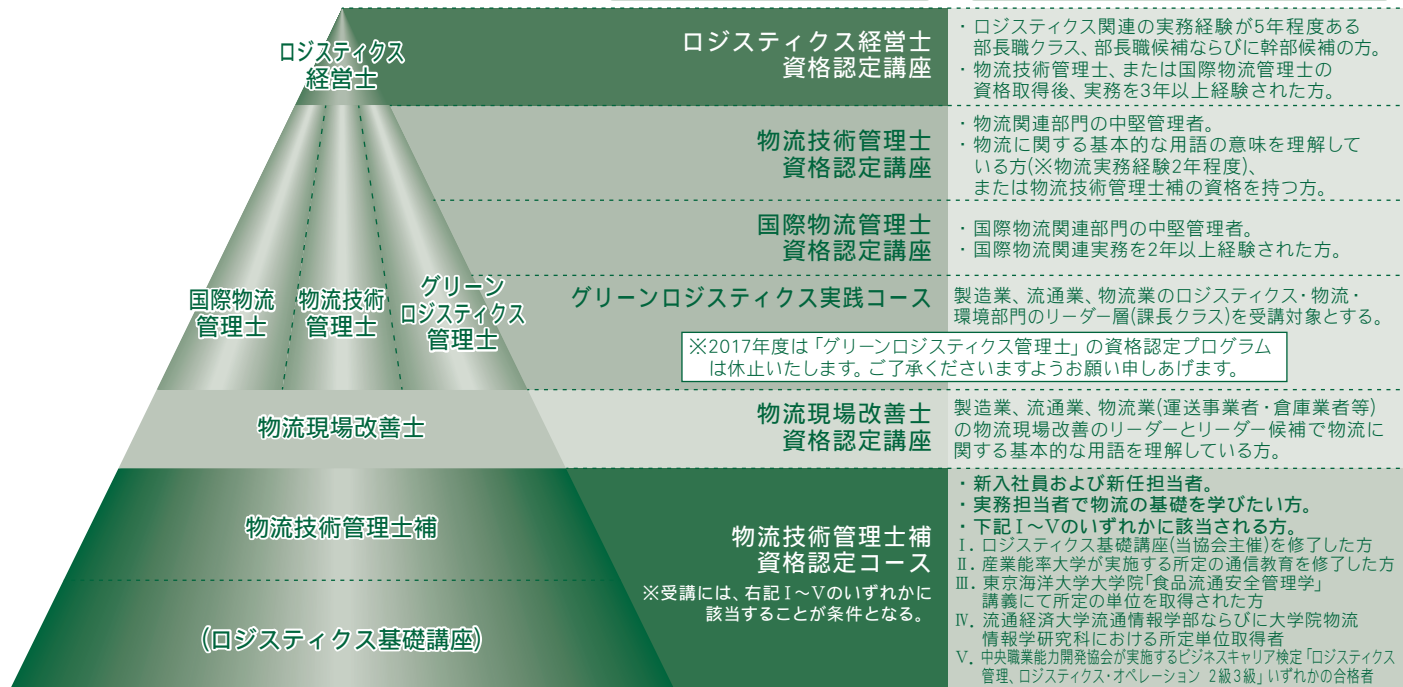 ロジスティクス
経営士
国際物流
管理士
物流技術
管理士
グリーン
ロジスティクス
管理士
物流現場改善士
物流技術管理士補
(ロジスティクス基礎講座)
ロジスティクス経営士
資格認定講座
・ロジスティクス関連の実務経験が5年程度ある
部長職クラス、部長職候補ならびに幹部候補の方。
・物流技術管理士、または国際物流管理士の
資格取得後、実務を3年以上経験された方。
物流技術管理士
資格認定講座
・物流関連部門の中堅管理者。
・物流に関する基本的な用語の意味を理解して
いる方(※物流実務経験2年程度)、
または物流技術管理士補の資格を持つ方。
国際物流管理士
資格認定講座
・国際物流関連部門の中堅管理者。
・国際物流関連実務を2年以上経験された方。
グリーンロジスティクス実践コース
製造業、流通業、物流業のロジスティクス・物流・
環境部門のリーダー層(課長クラス)を受講対象とする。
※2017年度は「グリーンロジスティクス管理士」の資格認定プログラム
は休止いたします。ご了承くださいますようお願い申しあげます。
物流現場改善士
資格認定講座
製造業、流通業、物流業(運送事業者・倉庫業者等)
の物流現場改善のリーダーとリーダー候補で物流に
関する基本的な用語を理解している方。
物流技術管理士補
資格認定コース
※受講には、右記Ⅰ~Ⅴのいずれかに
該当することが条件となる。
・新入社員および新任担当者。
・実務担当者で物流の基礎を学びたい方。
・下記Ⅰ~Ⅴのいずれかに該当される方。
Ⅰ. ロジスティクス基礎講座(当協会主催)を修了した方
Ⅱ. 産業能率大学が実施する所定の通信教育を修了した方
Ⅲ. 東京海洋大学大学院「食品流通安全管理学」
講義にて所定の単位を取得された方
Ⅳ. 流通経済大学流通情報学部ならびに大学院物流
情報学研究科における所定単位取得者
Ⅴ. 中央職業能力開発協会が実施するビジネスキャリア検定「ロジスティクス
管理、ロジスティクス・オペレーション 2級3級」いずれかの合格者